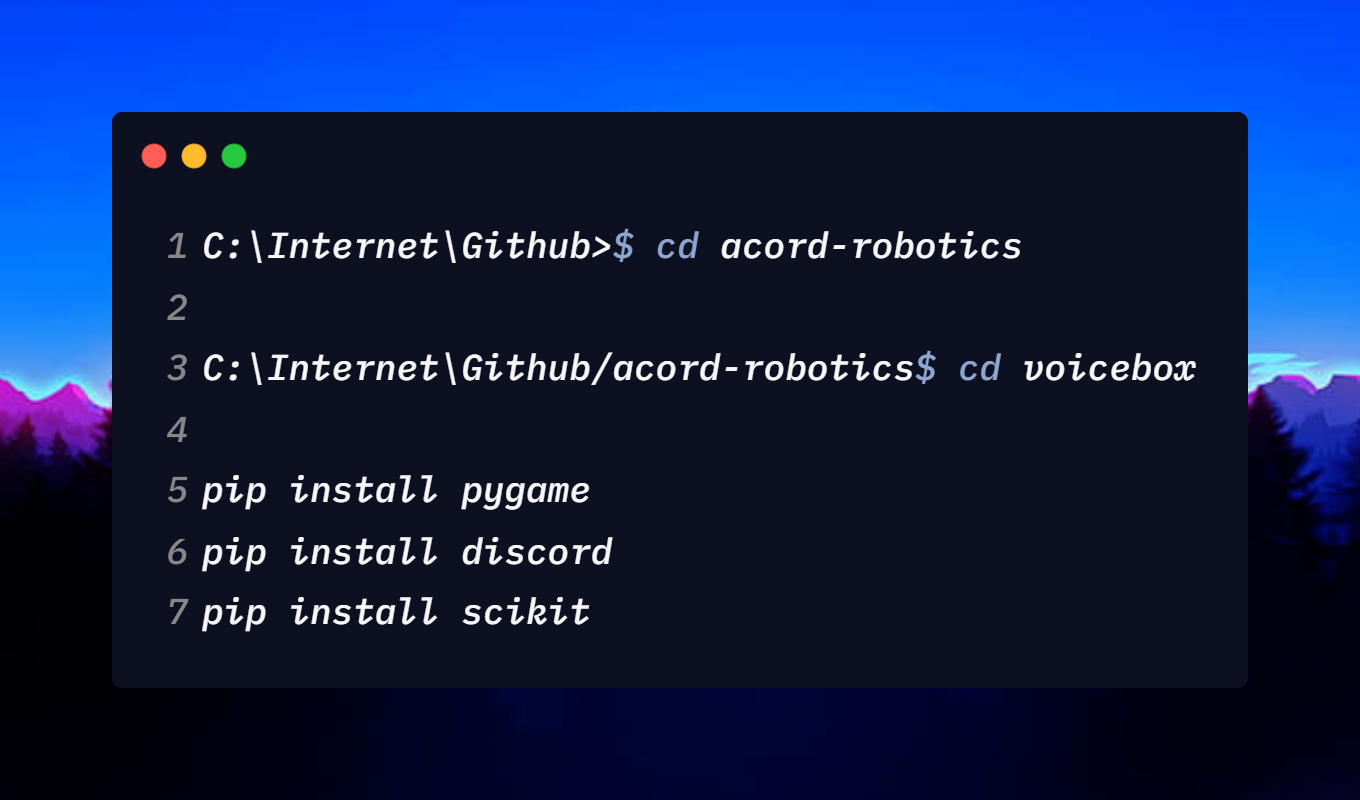 1 C:\Internet\Github>$ cd acord-robotics
2
3 C:\Internet\Github/acord-robotics$ cd voicebox
4
5 pip install pygame
6 pip install discord
7 pip install scikit